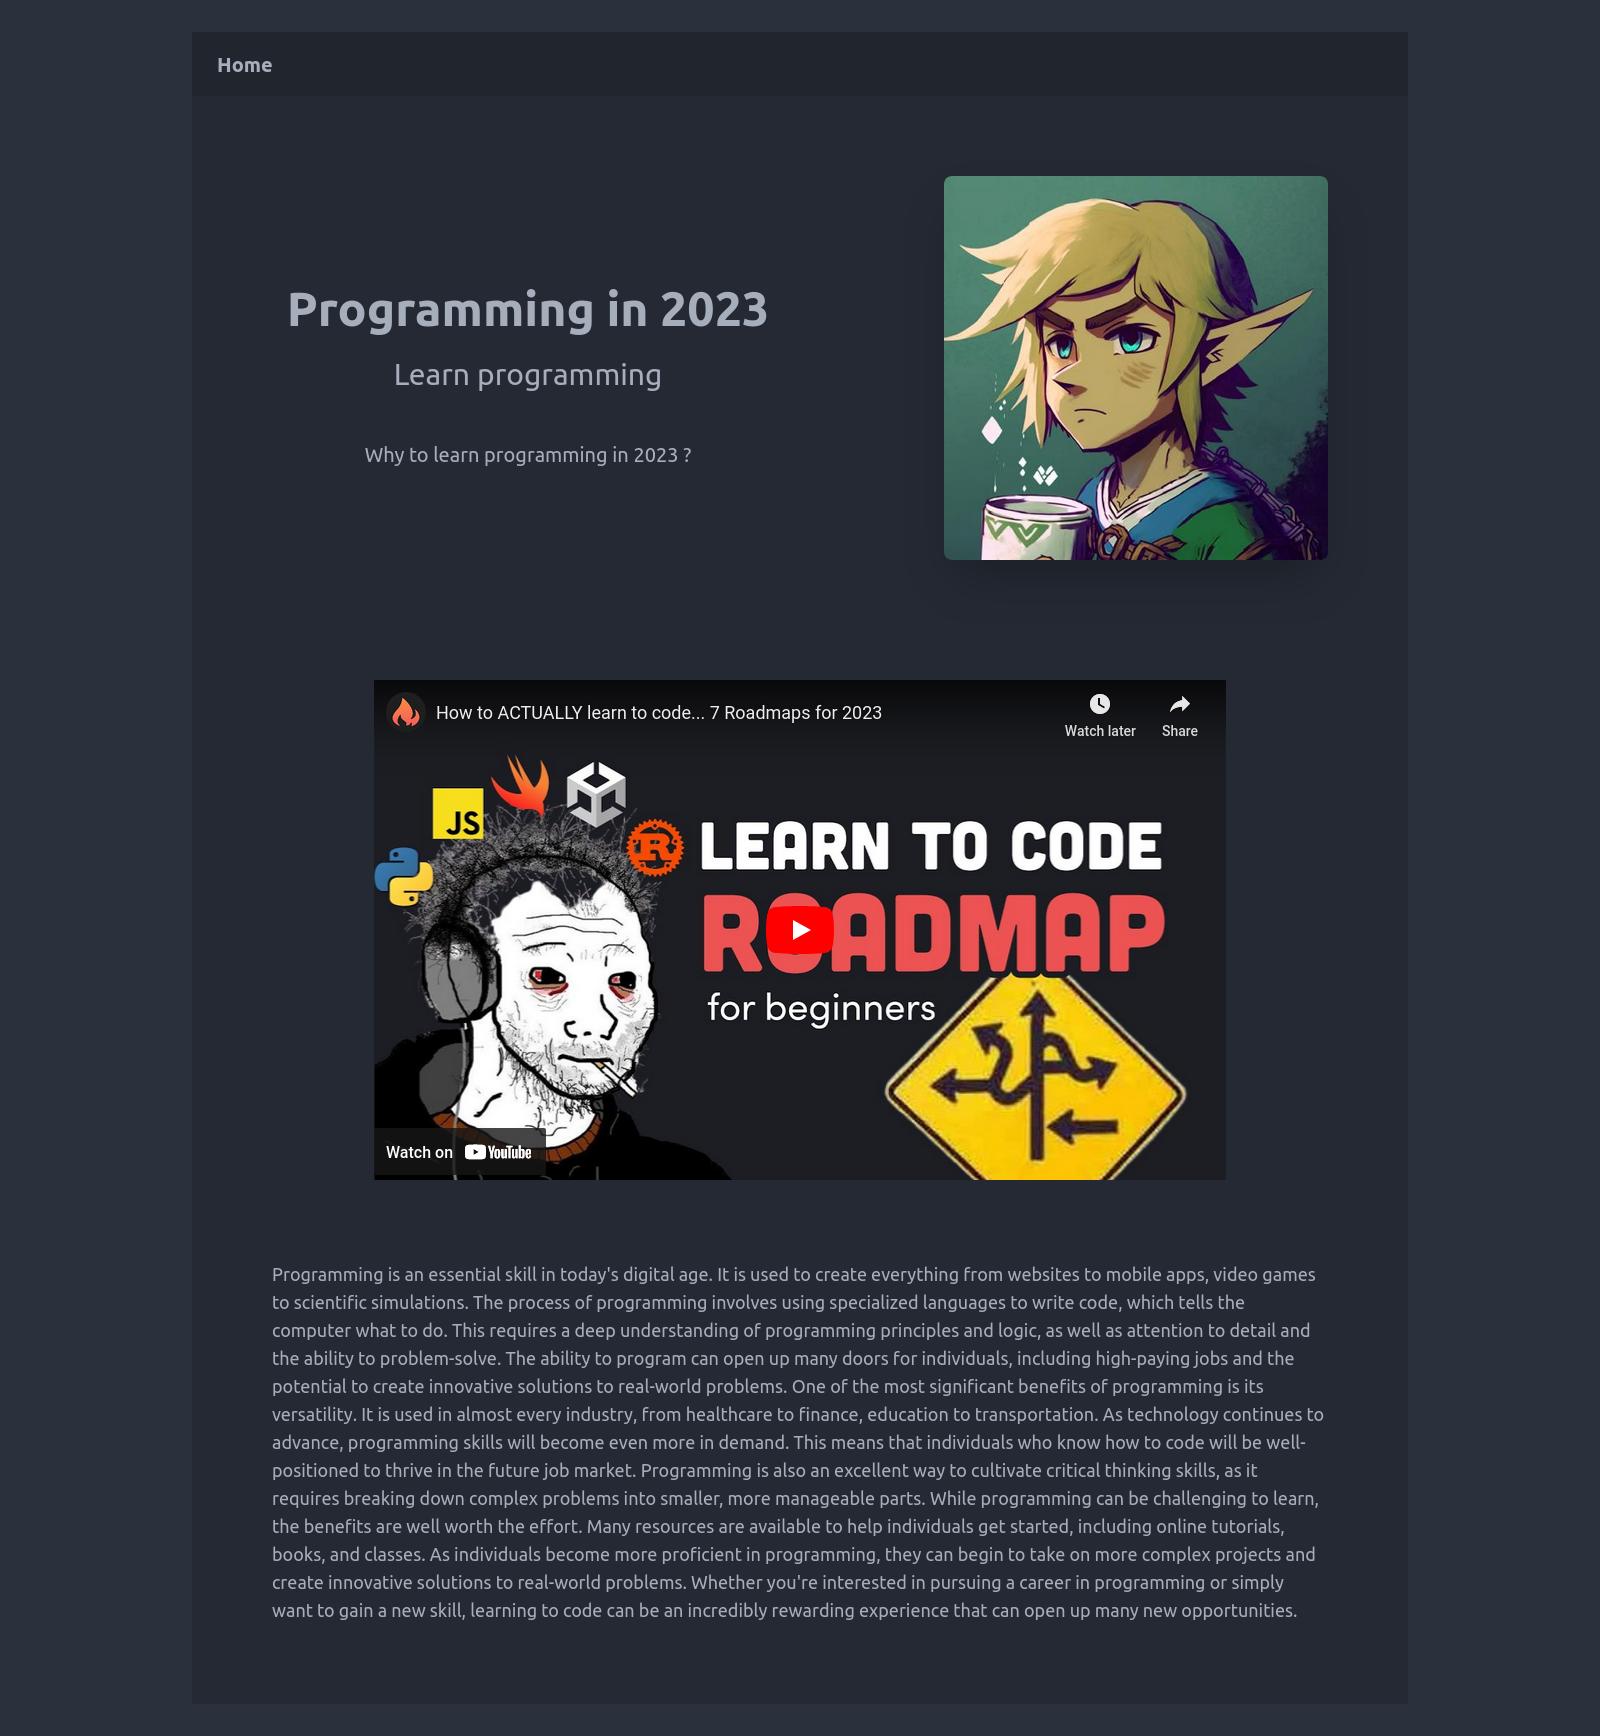 Home
Programming in 2023
Learn programming
Why to learn programming in 2023 ?
How to ACTUALLY learn to code... 7 Roadmaps for 2023
Watch later
Share
JS
R
LEARN TO CODE
ROADMAP
for beginners
Watch on YouTube
Programming is an essential skill in today's digital age. It is used to create everything from websites to mobile apps, video games
to scientific simulations. The process of programming involves using specialized languages to write code, which tells the
computer what to do. This requires a deep understanding of programming principles and logic, as well as attention to detail and
the ability to problem-solve. The ability to program can open up many doors for individuals, including high-paying jobs and the
potential to create innovative solutions to real-world problems. One of the most significant benefits of programming is its
versatility. It is used in almost every industry, from healthcare to finance, education to transportation. As technology continues to
advance, programming skills will become even more in demand. This means that individuals who know how to code will be well-
positioned to thrive in the future job market. Programming is also an excellent way to cultivate critical thinking skills, as it
requires breaking down complex problems into smaller, more manageable parts. While programming can be challenging to learn,
the benefits are well worth the effort. Many resources are available to help individuals get started, including online tutorials,
books, and classes. As individuals become more proficient in programming, they can begin to take on more complex projects and
create innovative solutions to real-world problems. Whether you're interested in pursuing a career in programming or simply
want to gain a new skill, learning to code can be an incredibly rewarding experience that can open up many new opportunities.